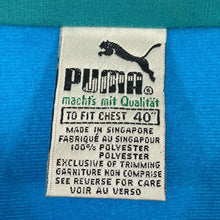 PUMA®
macht's mit Qualität
TO FIT CHEST 40"
MADE IN SINGAPORE
FABRIQUÉ AU SINGAPOUR
100% POLYESTER
POLYESTER
EXCLUSIVE OF TRIMMING
GARNITURE NON COMPRISE
SEE REVERSE FOR CARE
VOIR AU VERSO